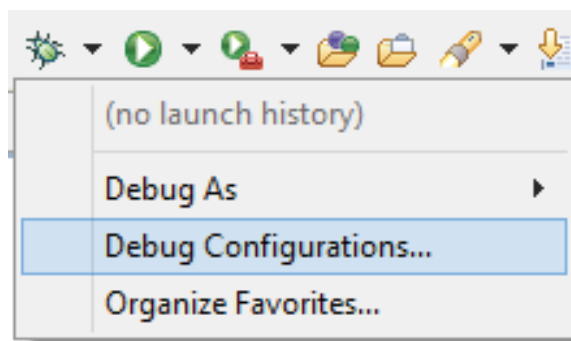 (no launch history)
Debug As
Debug Configurations...
Organize Favorites...